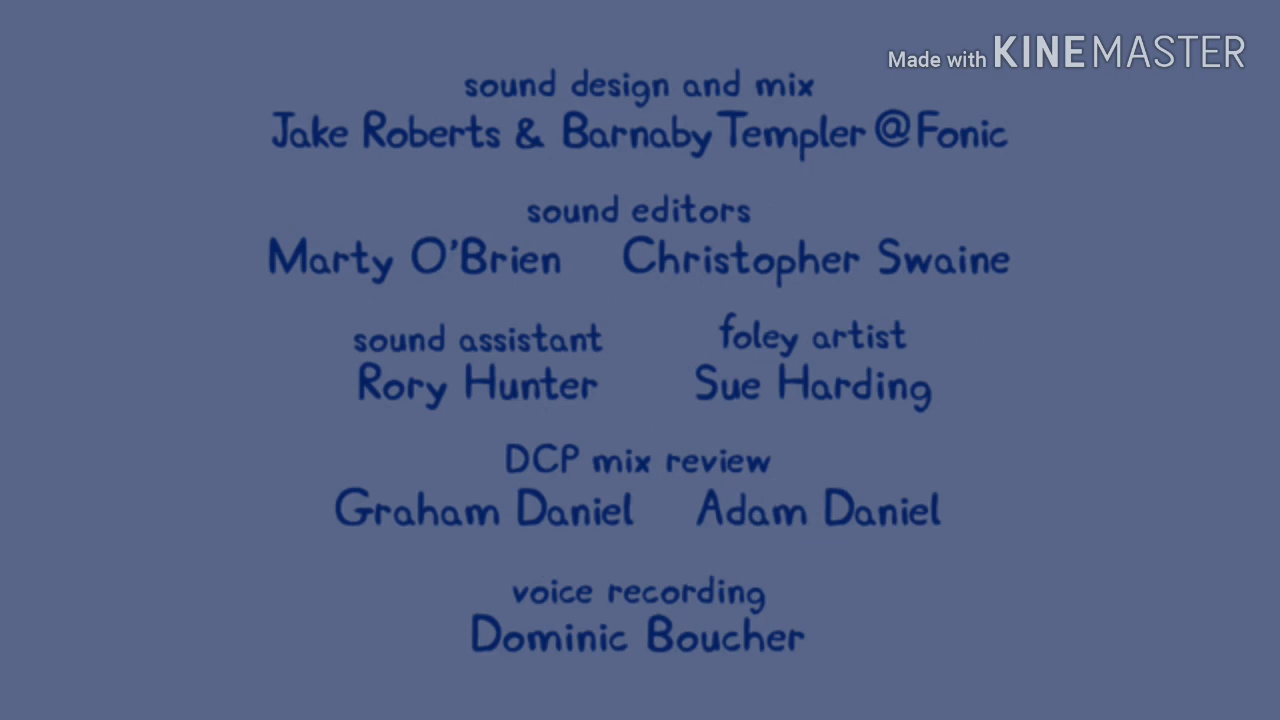 Made with KINEMASTER
sound design and mix
Jake Roberts & Barnaby Templer @ Fonic
sound editors
Marty O'Brien Christopher Swaine
sound assistant foley artist
Rory Hunter Sue Harding
DCP mix review
Graham Daniel Adam Daniel
voice recording
Dominic Boucher